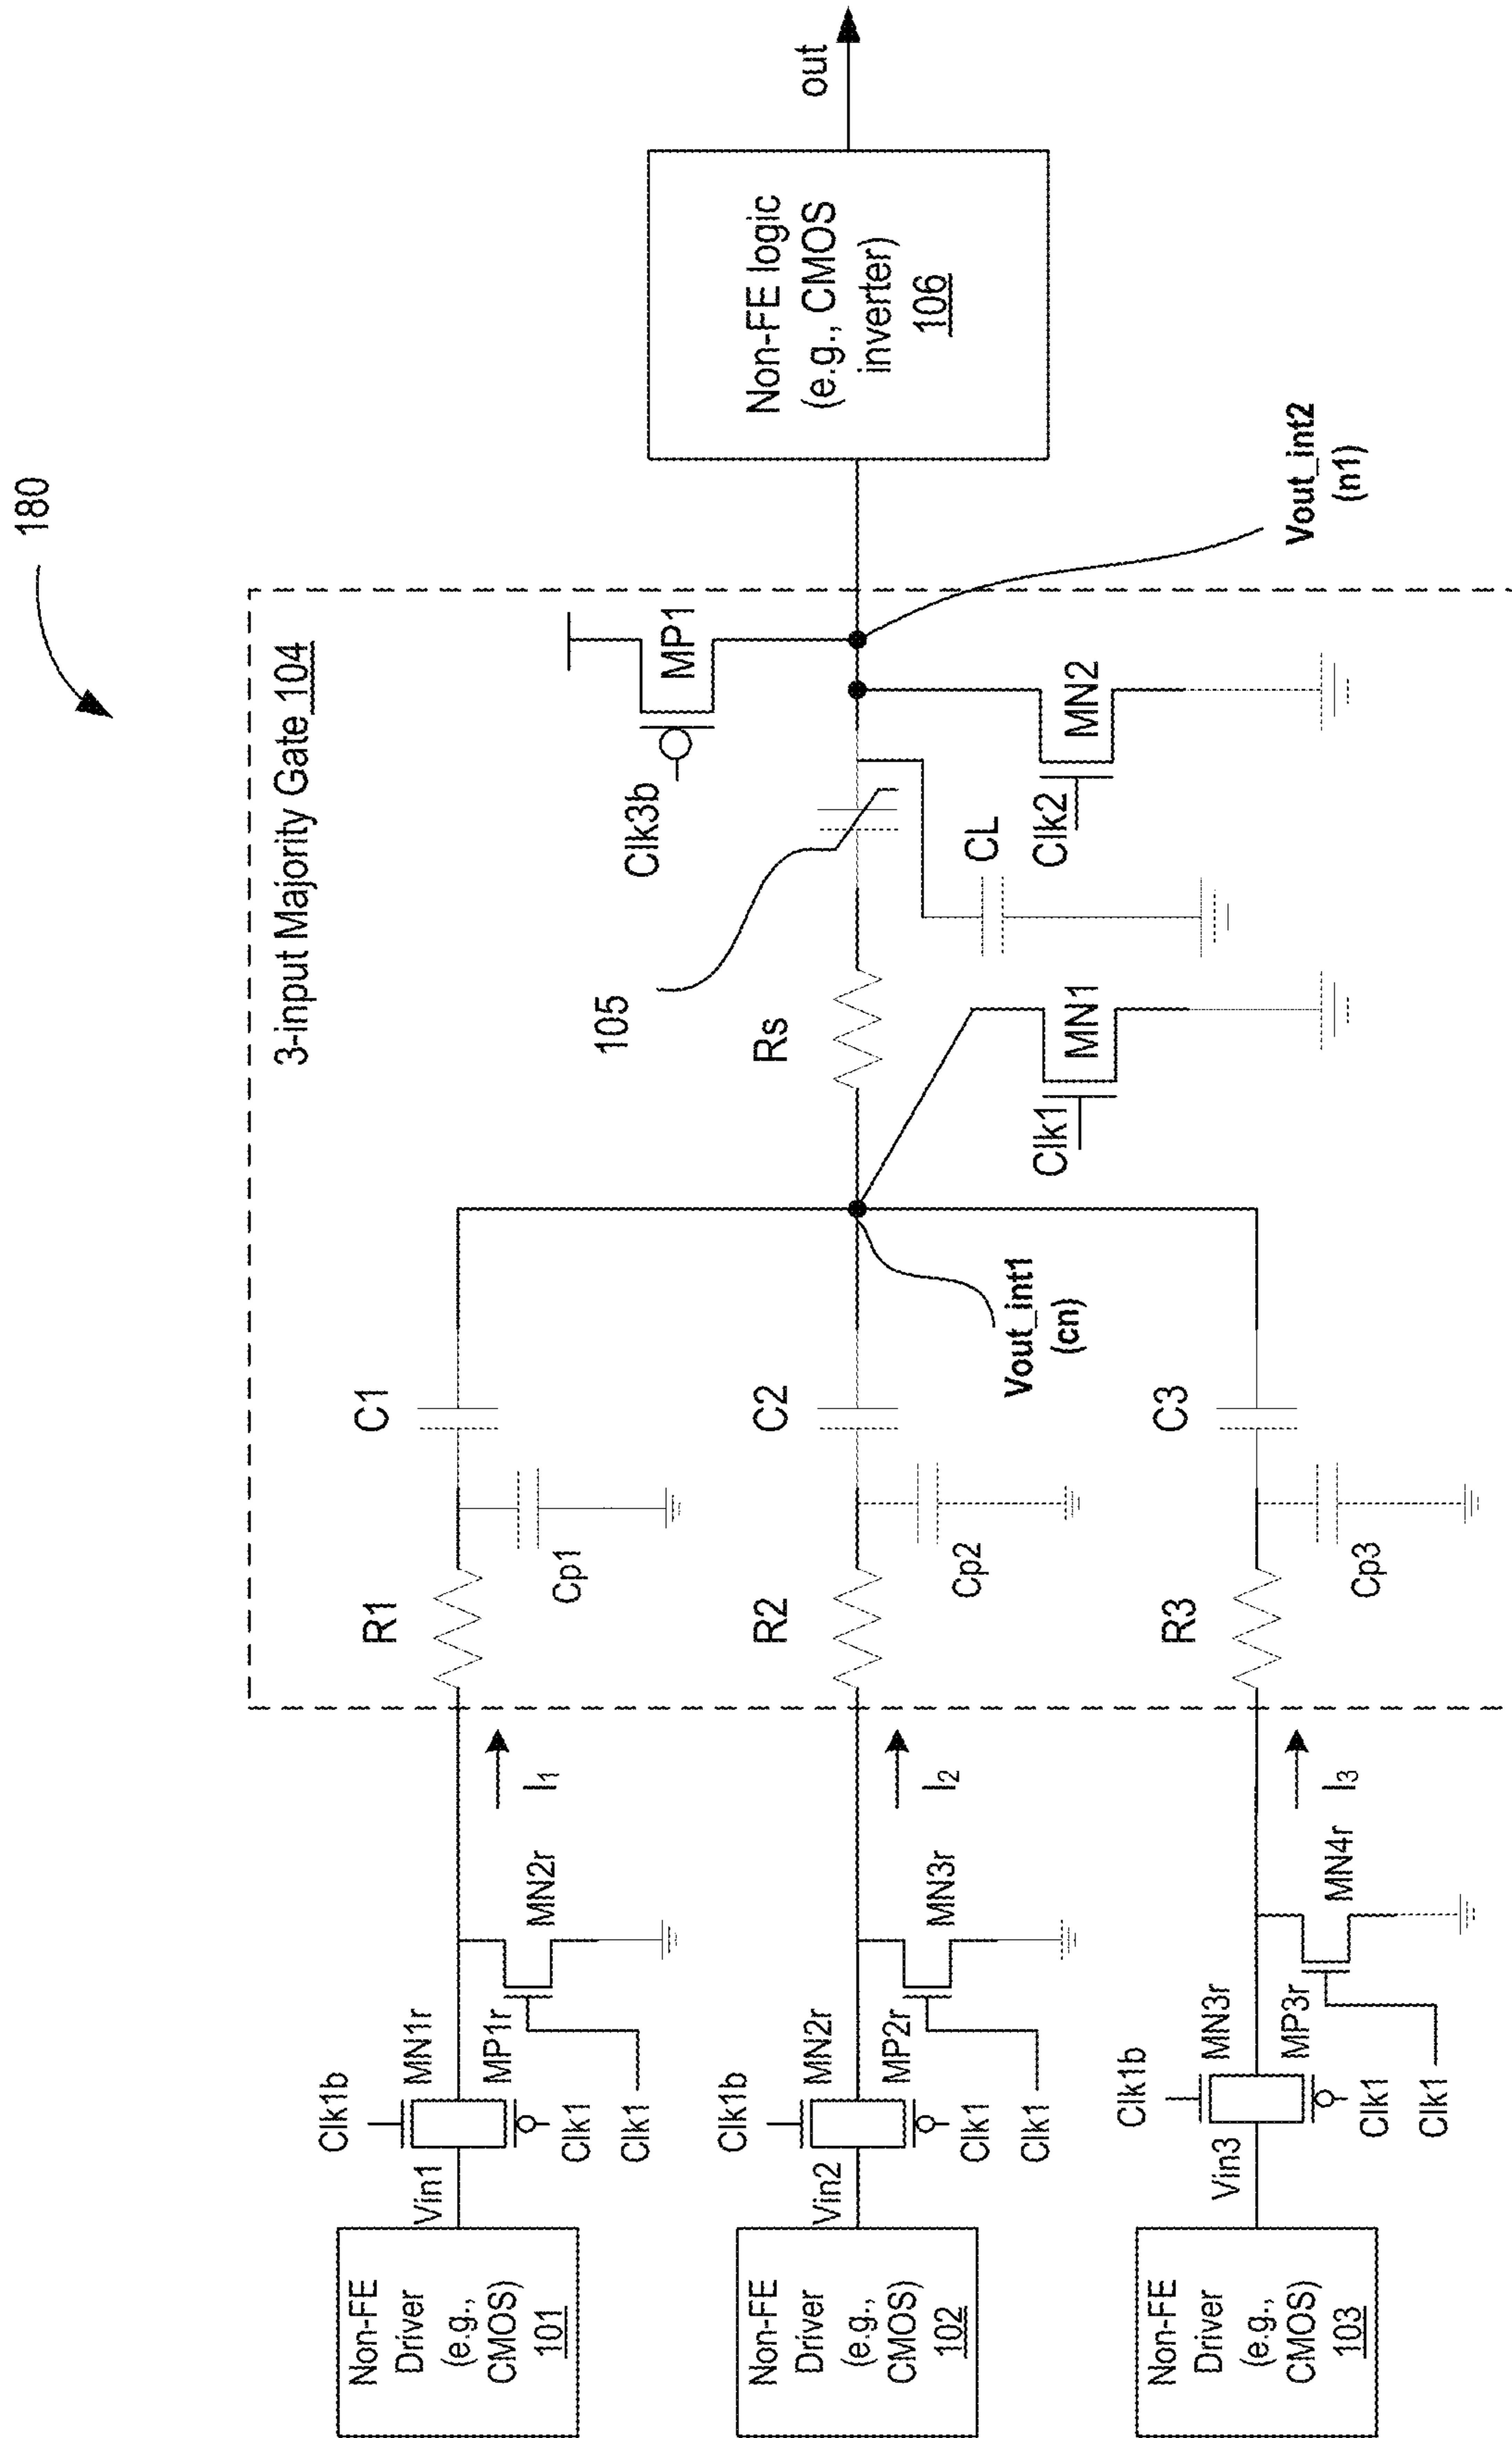 180
3-input Majority Gate 104
Non-FE
Driver
(e.g.,
CMOS)
101
Vin1
Clk1b
MN1r
MP1r
Clk1
Clk1
MN2r
I1
R1
Cp1
C1
Non-FE
Driver
(e.g.,
CMOS)
102
Vin2
Clk1b
MN2r
MP2r
Clk1
Clk1
MN3r
I2
R2
Cp2
C2
Non-FE
Driver
(e.g.,
CMOS)
103
Vin3
Clk1b
MN3r
MP3r
Clk1
Clk1
MN4r
I3
R3
Cp3
C3
Vout_int1
(cn)
Rs
105
Clk1
MN1
CL
Clk3b
MP1
Clk2
MN2
Vout_int2
(n1)
Non-FE logic
(e.g., CMOS
inverter)
106
out